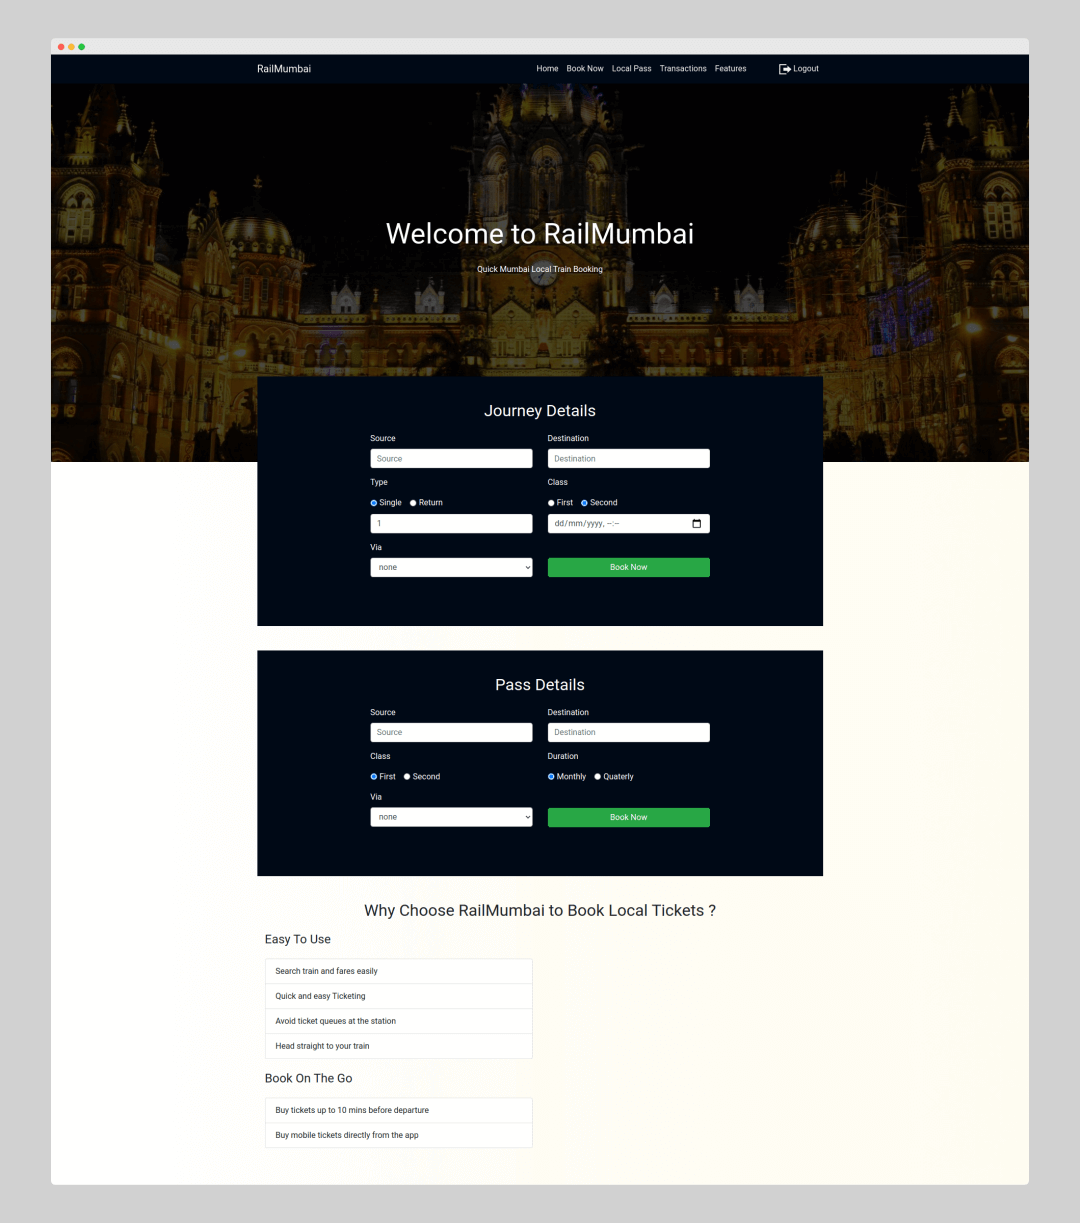 RailMumbai
Home Book Now Local Pass Transactions Features Logout
Welcome to RailMumbai
Quick Mumbai Local Train Booking
Journey Details
Source Destination
Source Destination
Type Class
Single Return First Second
1 dd/mm/yyyy, --:--
Via
none Book Now
Pass Details
Source Destination
Source Destination
Class Duration
First Second Monthly Quaterly
Via
none Book Now
Why Choose RailMumbai to Book Local Tickets ?
Easy To Use
Search train and fares easily
Quick and easy Ticketing
Avoid ticket queues at the station
Head straight to your train
Book On The Go
Buy tickets up to 10 mins before departure
Buy mobile tickets directly from the app